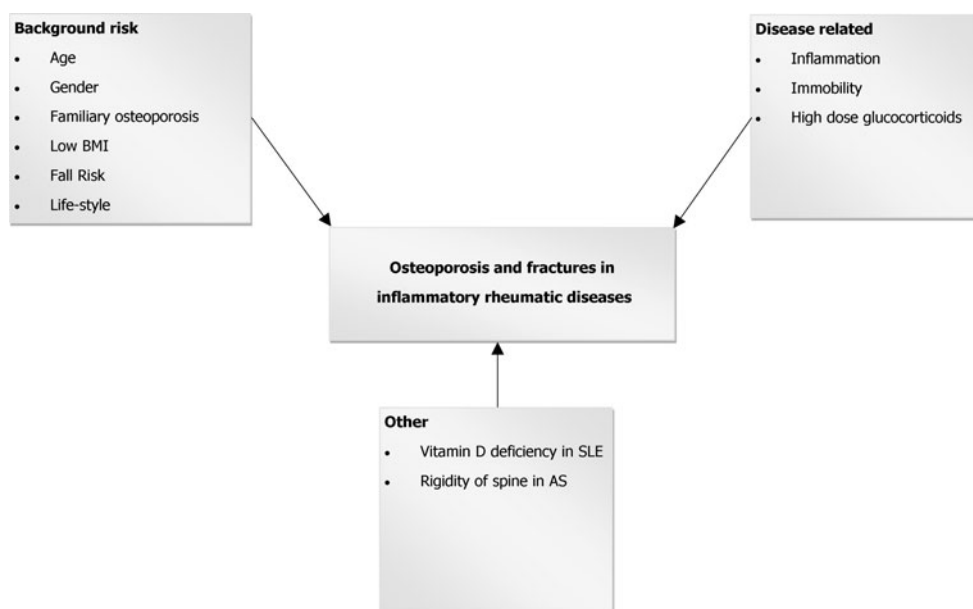 Background risk
• Age
• Gender
• Familiary osteoporosis
• Low BMI
• Fall Risk
• Life-style
Disease related
• Inflammation
• Immobility
• High dose glucocorticoids
Osteoporosis and fractures in
inflammatory rheumatic diseases
Other
• Vitamin D deficiency in SLE
• Rigidity of spine in AS